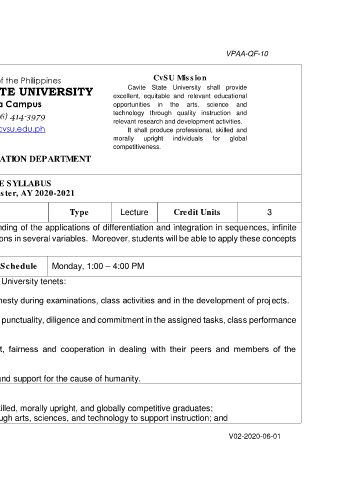 VPAA-QF-10
of the Philippines
TE UNIVERSITY
a Campus
6) 414-3979
cvsu.edu.ph
ATION DEPARTMENT
CvSU Mission
Cavite State University shall provide
excellent, equitable and relevant educational
opportunities in the arts, science and
technology through quality instruction and
relevant research and development activities.
It shall produce professional, skilled and
morally upright individuals for global
competitiveness.
E SYLLABUS
ester, AY 2020-2021
Type Lecture Credit Units 3
nding of the applications of differentiation and integration in sequences, infinite
ons in several variables. Moreover, students will be able to apply these concepts
Schedule Monday, 1:00 – 4:00 PM
University tenets:
nesty during examinations, class activities and in the development of projects.
punctuality, diligence and commitment in the assigned tasks, class performance
t, fairness and cooperation in dealing with their peers and members of the
nd support for the cause of humanity.
killed, morally upright, and globally competitive graduates;
ugh arts, sciences, and technology to support instruction; and
V02-2020-06-01